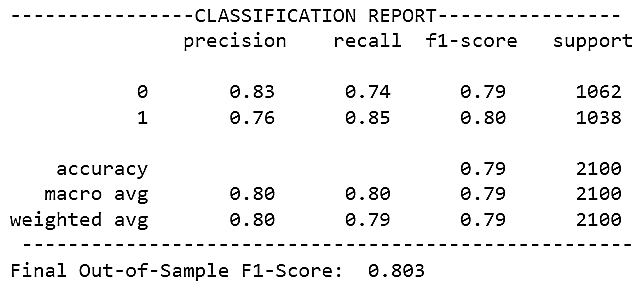 ----------------CLASSIFICATION REPORT----------------
precision recall f1-score support
0 0.83 0.74 0.79 1062
1 0.76 0.85 0.80 1038
accuracy 0.79 2100
macro avg 0.80 0.80 0.79 2100
weighted avg 0.80 0.79 0.79 2100
-----------------------------------------------------
Final Out-of-Sample F1-Score: 0.803